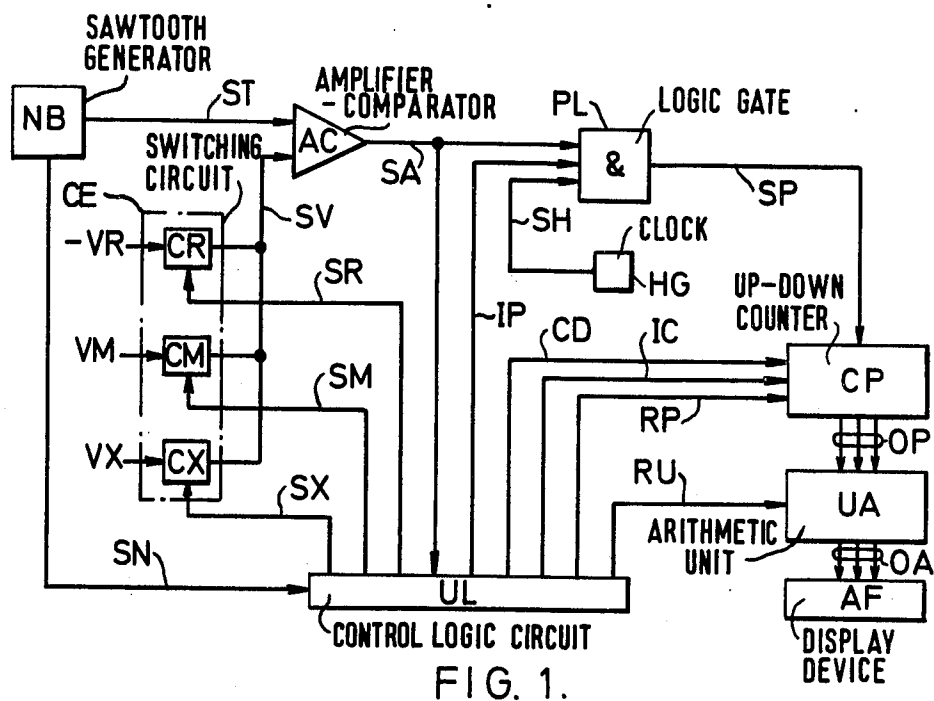 SAWTOOTH
GENERATOR
NB
ST
AMPLIFIER
-COMPARATOR
AC
SA
PL
LOGIC GATE
&
SP
SWITCHING
CIRCUIT
CE
SV
SH
CLOCK
HG
-VR
CR
SR
IP
UP-DOWN
COUNTER
CD
IC
VM
CM
SM
CP
RP
OP
VX
CX
SX
RU
UA
ARITHMETIC
UNIT
OA
SN
UL
AF
CONTROL LOGIC CIRCUIT
DISPLAY
DEVICE
FIG. 1.